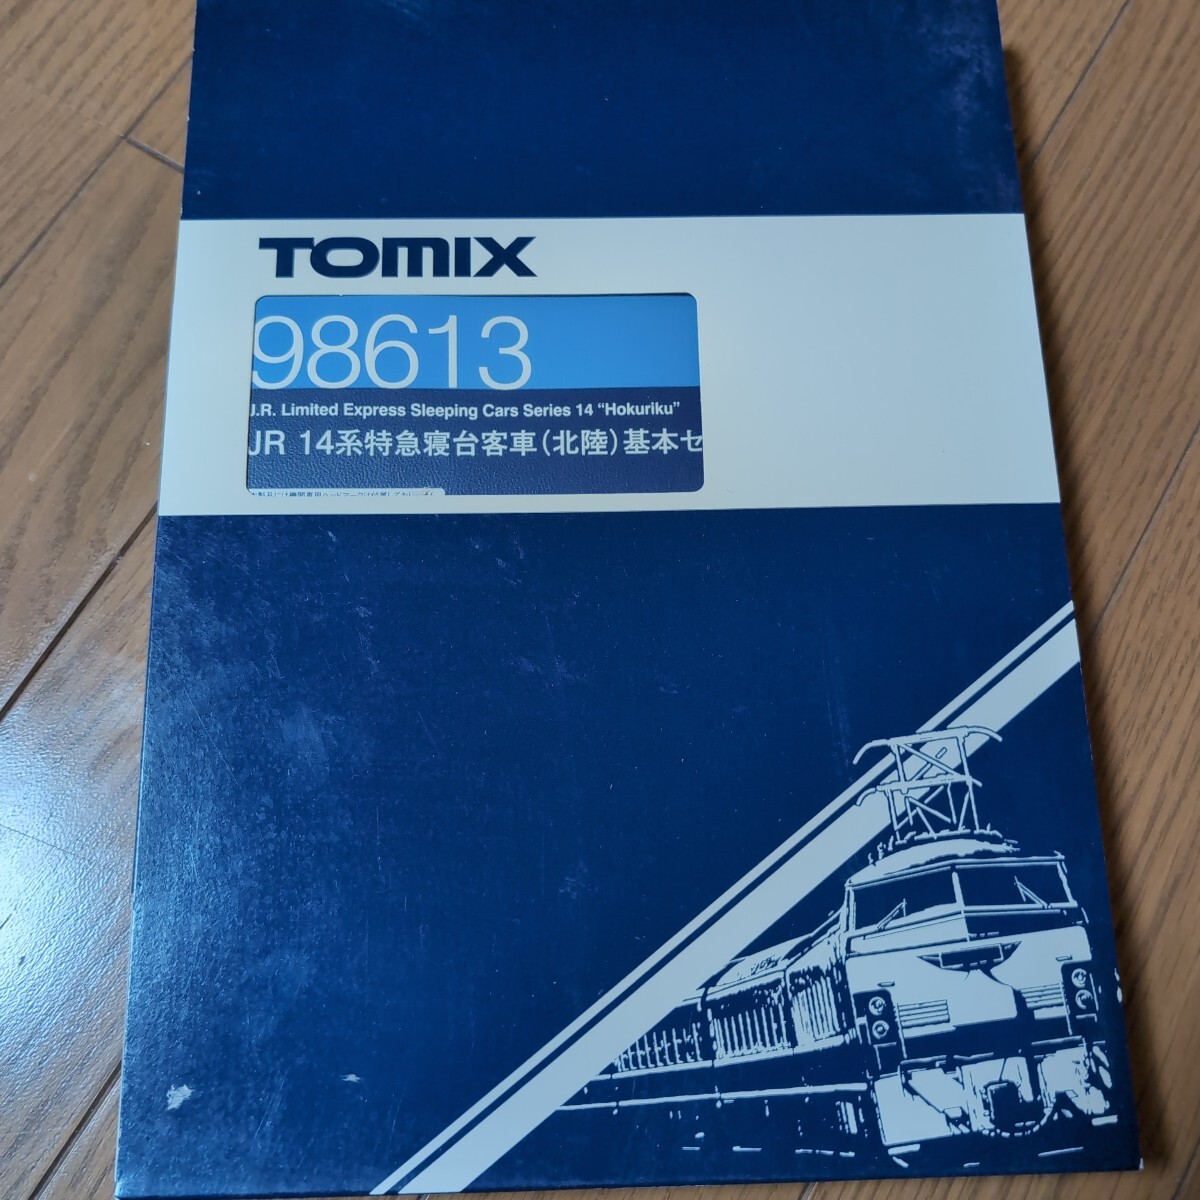 TOMIX
98613
J.R. Limited Express Sleeping Cars Series 14 “Hokuriku”
JR 14系特急寝台客車(北陸)基本セ